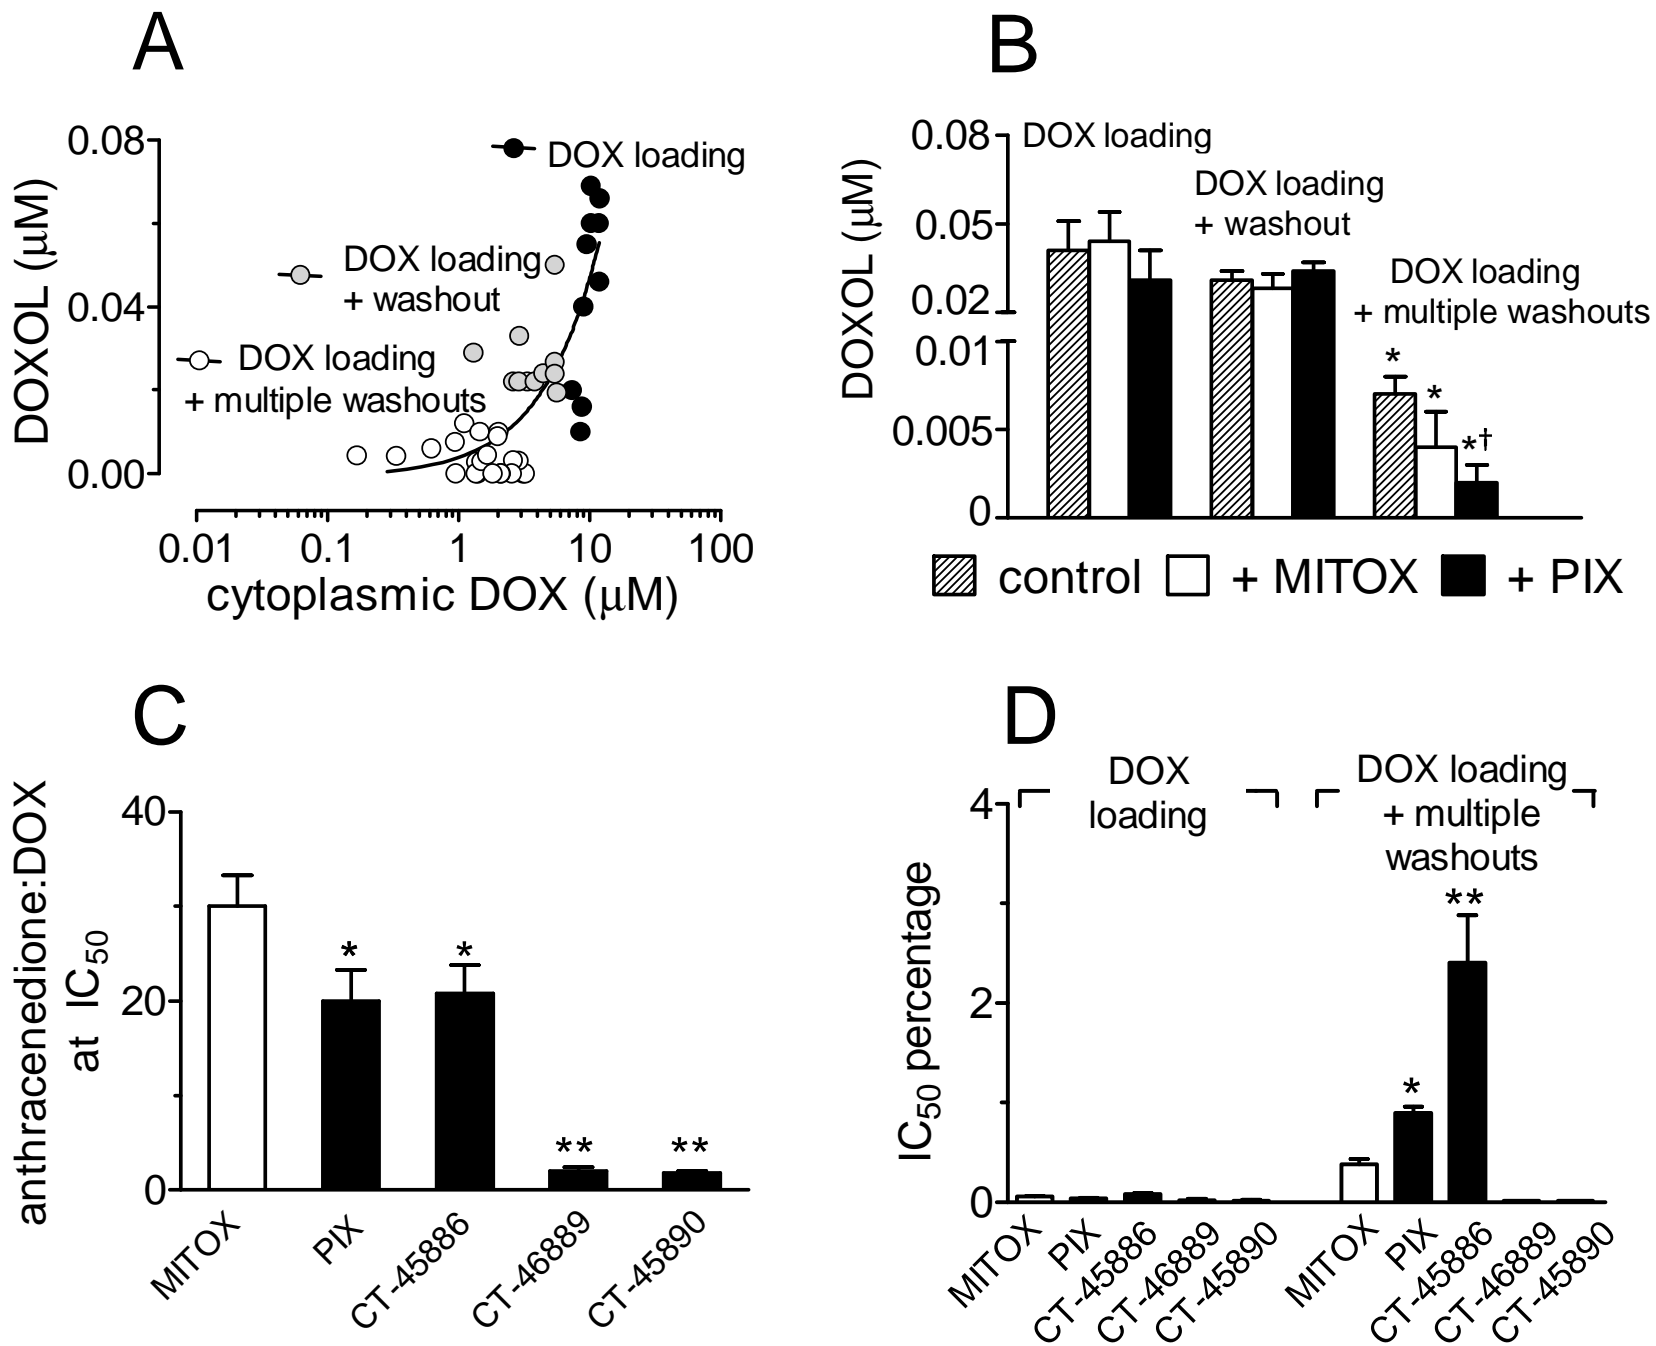 A
0.08
0.04
0.00
DOXOL (μM)
DOX loading
DOX loading
+ washout
DOX loading
+ multiple washouts
0.01
0.1
1
10
100
cytoplasmic DOX (μM)
B
0.08
0.05
0.02
0.01
0.005
0
DOXOL (μM)
DOX loading
DOX loading
+ washout
DOX loading
+ multiple washouts
*
*
*†
control
+ MITOX
+ PIX
C
40
20
0
anthracenedione:DOX
at IC50
*
*
**
**
MITOX
PIX
CT-45886
CT-46889
CT-45890
D
4
2
0
IC50 percentage
DOX
loading
DOX loading
+ multiple
washouts
*
**
MITOX
PIX
CT-45886
CT-46889
CT-45890
MITOX
PIX
CT-45886
CT-46889
CT-45890